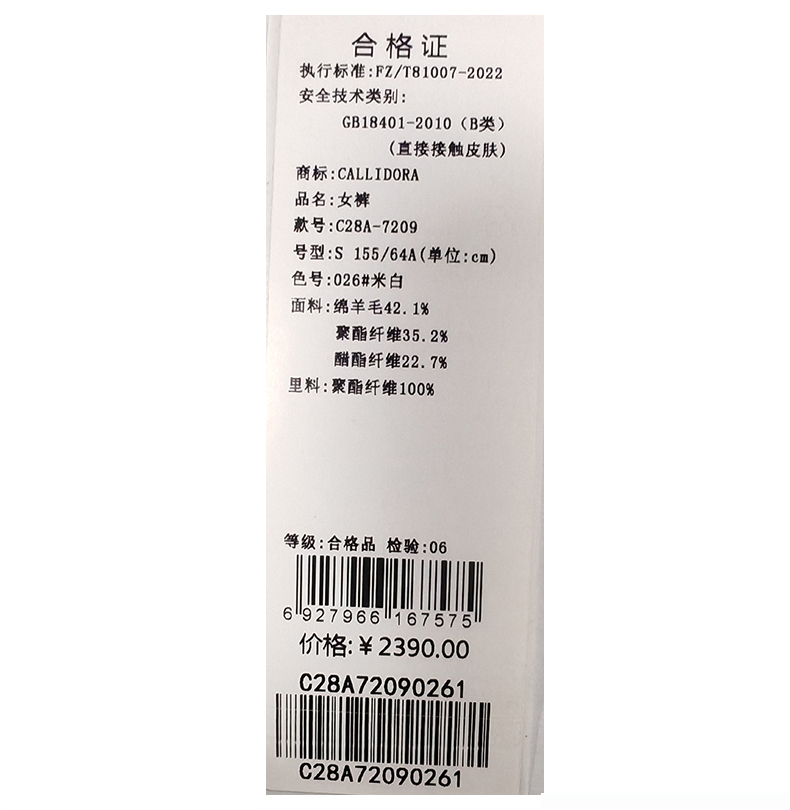 合格证
执行标准:FZ/T81007-2022
安全技术类别:
GB18401-2010（B类）
(直接接触皮肤)
商标:CALLIDORA
品名:女裤
款号:C28A-7209
号型:S 155/64A(单位:cm)
色号:026#米白
面料:绵羊毛42.1%
聚酯纤维35.2%
醋酯纤维22.7%
里料:聚酯纤维100%
等级:合格品 检验:06
6 927966 167575
价格:￥2390.00
C28A72090261
C28A72090261